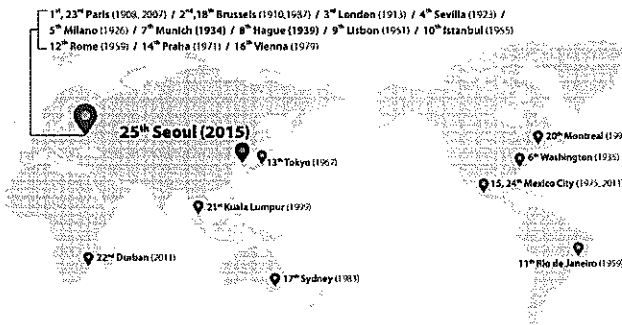 1st, 23rd Paris (1908, 2007) / 2nd,18th Brussels (1910,1987) / 3rd London (1913) / 4th Sevilla (1923) /
5th Milano (1926) / 7th Munich (1934) / 8th Hague (1939) / 9th Lisbon (1951) / 10th Istanbul (1955)
12th Rome (1959) / 14th Praha (1971) / 16th Vienna (1979)
25th Seoul (2015)
20th Montreal (199
13th Tokyo (1967)
6th Washington (1935)
15, 24th Mexico City (1975, 2011)
21st Kuala Lumpur (1999)
22nd Durban (2011)
11th Rio de Janeiro (1959)
17th Sydney (1983)